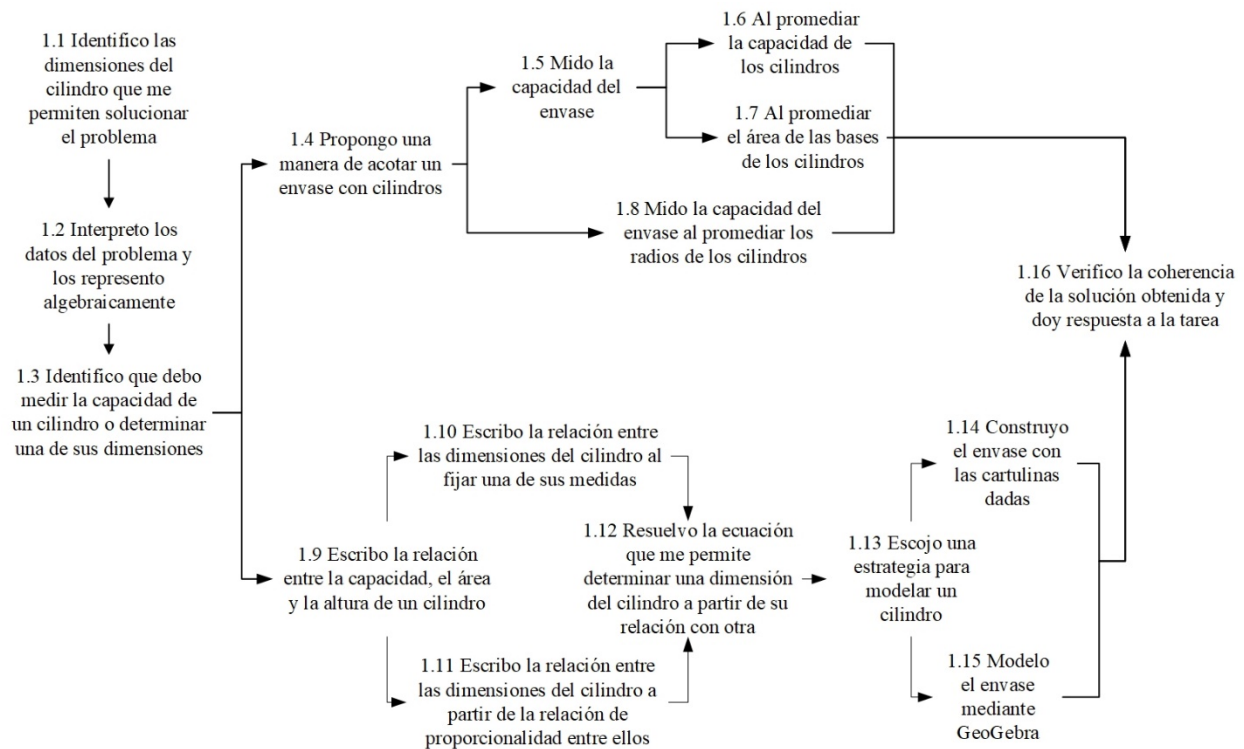 1.1 Identifico las
dimensiones del
cilindro que me
permiten solucionar
el problema
1.2 Interpreto los
datos del problema y
los represento
algebraicamente
1.3 Identifico que debo
medir la capacidad de
un cilindro o determinar
una de sus dimensiones
1.4 Propongo una
manera de acotar un
envase con cilindros
1.5 Mido la
capacidad del
envase
1.6 Al promediar
la capacidad de
los cilindros
1.7 Al promediar
el área de las bases
de los cilindros
1.8 Mido la capacidad del
envase al promediar los
radios de los cilindros
1.9 Escribo la relación
entre la capacidad, el área
y la altura de un cilindro
1.10 Escribo la relación entre
las dimensiones del cilindro al
fijar una de sus medidas
1.11 Escribo la relación entre
las dimensiones del cilindro a
partir de la relación de
proporcionalidad entre ellos
1.12 Resuelvo la ecuación
que me permite
determinar una dimensión
del cilindro a partir de su
relación con otra
1.13 Escojo una
estrategia para
modelar un
cilindro
1.14 Construyo
el envase con
las cartulinas
dadas
1.15 Modelo
el envase
mediante
GeoGebra
1.16 Verifico la coherencia
de la solución obtenida y
doy respuesta a la tarea